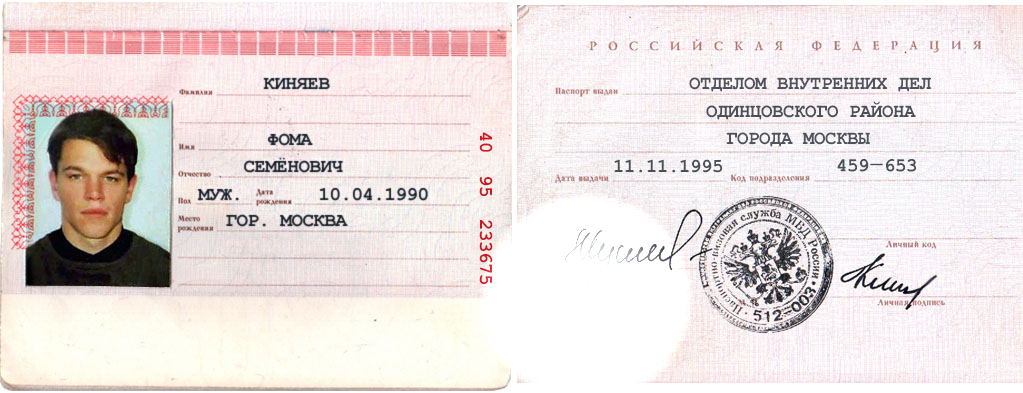 Фамилия КИНЯЕВ
Имя ФОМА
Отчество СЕМЁНОВИЧ
Пол МУЖ. Дата рождения 10.04.1990
Место рождения ГОР. МОСКВА
40 95 233675
РОССИЙСКАЯ ФЕДЕРАЦИЯ
Паспорт выдан ОТДЕЛОМ ВНУТРЕННИХ ДЕЛ
ОДИНЦОВСКОГО РАЙОНА
ГОРОДА МОСКВЫ
Дата выдачи 11.11.1995 Код подразделения 459—653
Личный код
Личная подпись
Паспортно-визовая служба МВД России
512-003